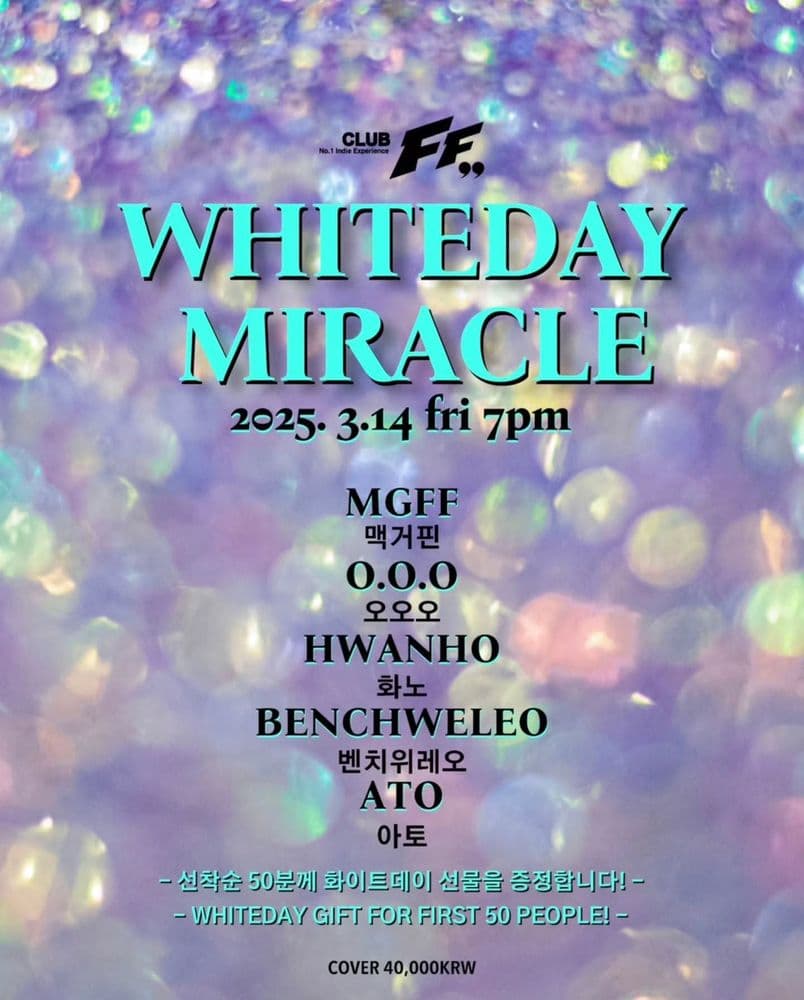 CLUB
No.1 Indie Experience
FF,,
WHITEDAY
MIRACLE
2025. 3.14 fri 7pm
MGFF
맥거핀
O.O.O
오오오
HWANHO
화노
BENCHWELEO
벤치위레오
ATO
아토
- 선착순 50분께 화이트데이 선물을 증정합니다! -
- WHITEDAY GIFT FOR FIRST 50 PEOPLE! -
COVER 40,000KRW